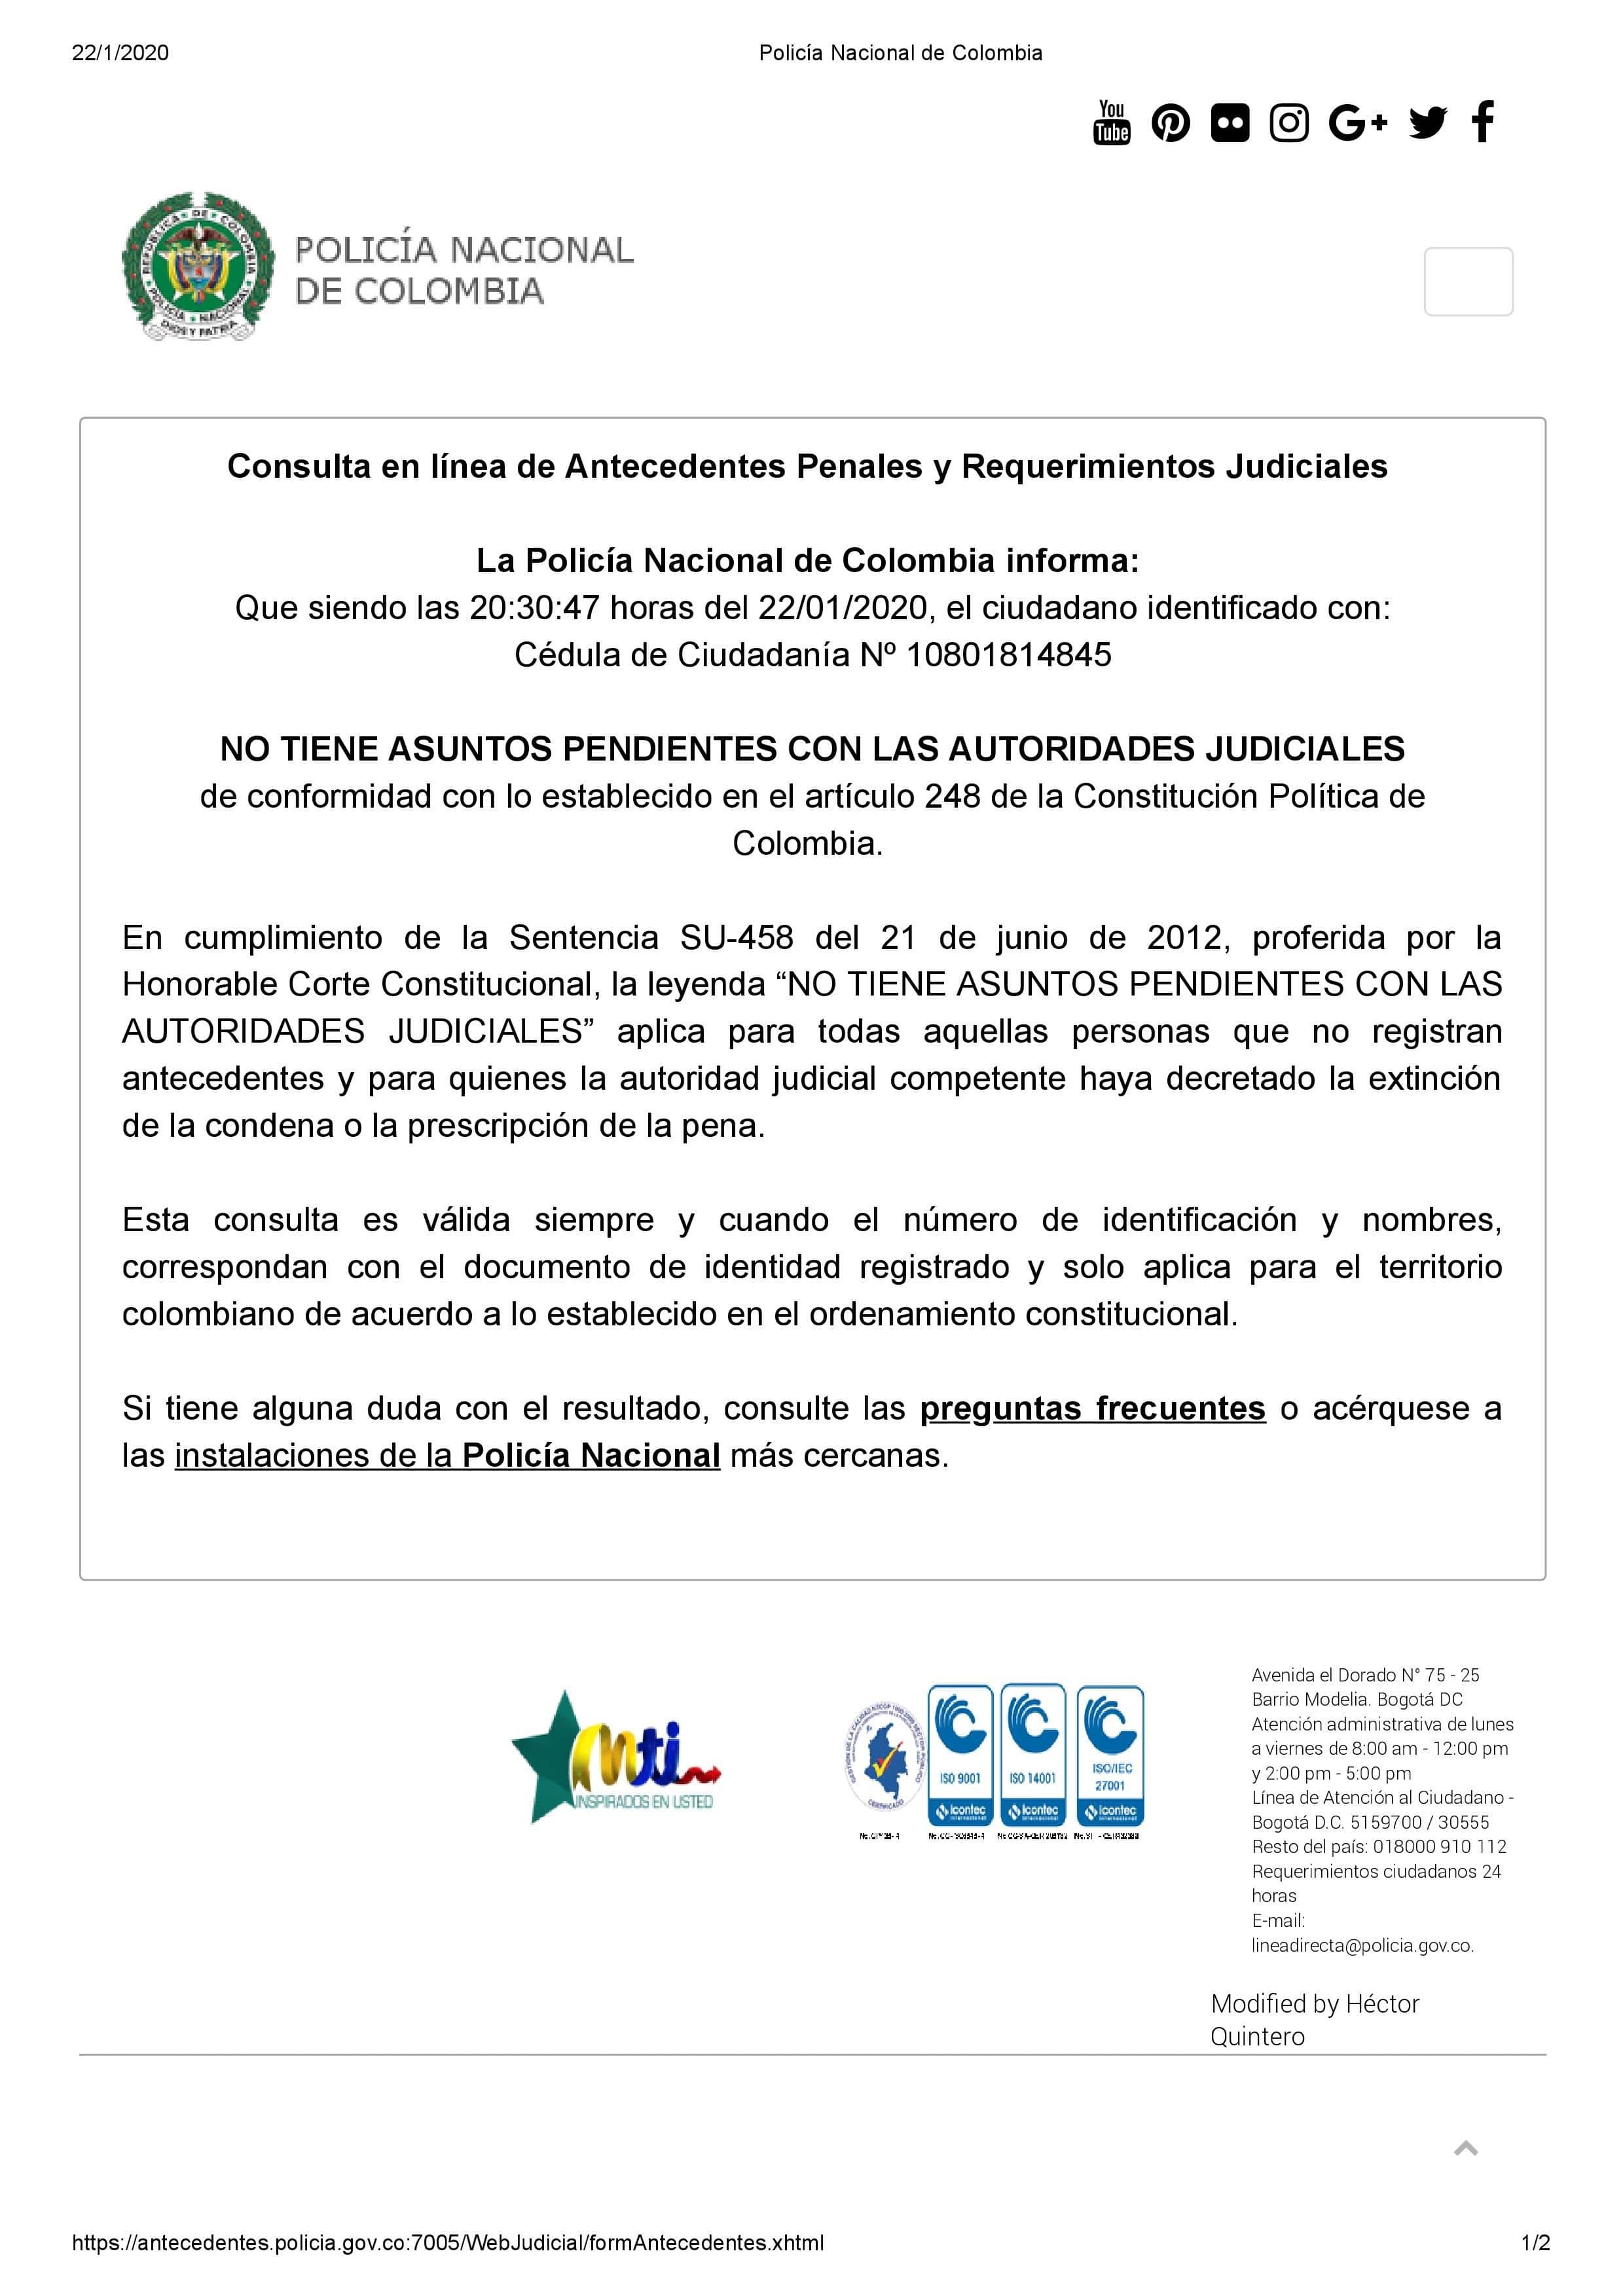 22/1/2020
Policía Nacional de Colombia
You
Tube
G+
REPUBLICA DE COLOMBIA
POLICIA NACIONAL
DIOS Y PATRIA
POLICÍA NACIONAL
DE COLOMBIA
Consulta en línea de Antecedentes Penales y Requerimientos Judiciales
La Policía Nacional de Colombia informa:
Que siendo las 20:30:47 horas del 22/01/2020, el ciudadano identificado con:
Cédula de Ciudadanía Nº 10801814845
NO TIENE ASUNTOS PENDIENTES CON LAS AUTORIDADES JUDICIALES
de conformidad con lo establecido en el artículo 248 de la Constitución Política de
Colombia.
En cumplimiento de la Sentencia SU-458 del 21 de junio de 2012, proferida por la
Honorable Corte Constitucional, la leyenda “NO TIENE ASUNTOS PENDIENTES CON LAS
AUTORIDADES JUDICIALES” aplica para todas aquellas personas que no registran
antecedentes y para quienes la autoridad judicial competente haya decretado la extinción
de la condena o la prescripción de la pena.
Esta consulta es válida siempre y cuando el número de identificación y nombres,
correspondan con el documento de identidad registrado y solo aplica para el territorio
colombiano de acuerdo a lo establecido en el ordenamiento constitucional.
Si tiene alguna duda con el resultado, consulte las preguntas frecuentes o acérquese a
las instalaciones de la Policía Nacional más cercanas.
INSPIRADOS EN USTED
CERTIFICADO
ISO 9001
icontec
internacional
ISO 14001
icontec
internacional
ISO/IEC
27001
icontec
internacional
Avenida el Dorado N° 75 - 25
Barrio Modelia. Bogotá DC
Atención administrativa de lunes
a viernes de 8:00 am - 12:00 pm
y 2:00 pm - 5:00 pm
Línea de Atención al Ciudadano -
Bogotá D.C. 5159700 / 30555
Resto del país: 018000 910 112
Requerimientos ciudadanos 24
horas
E-mail:
lineadirecta@policia.gov.co.
Modified by Héctor
Quintero
https://antecedentes.policia.gov.co:7005/WebJudicial/formAntecedentes.xhtml
1/2